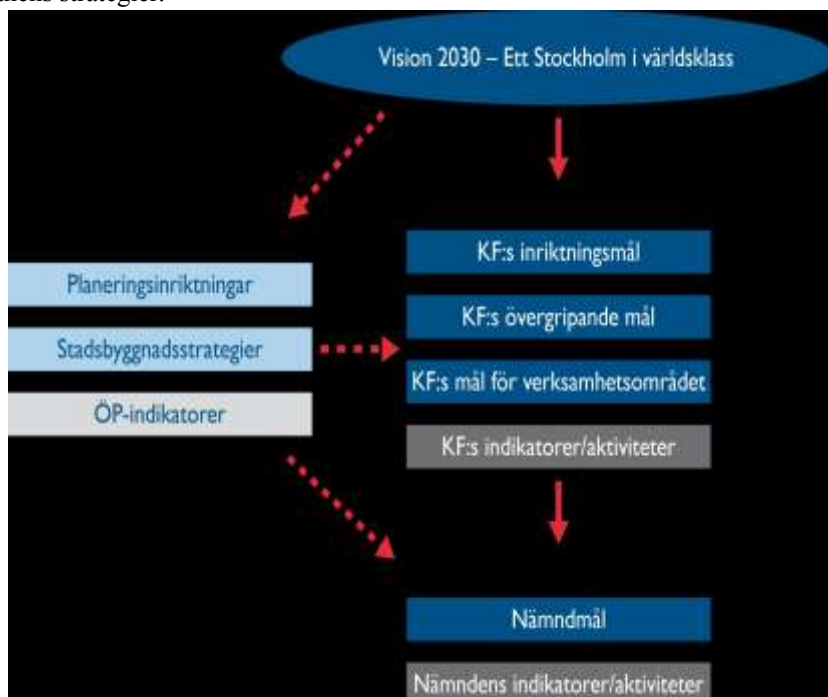 strategier.
Vision 2030 – Ett Stockholm i världsklass
KF:s inriktningsmål
Planeringsinriktningar
KF:s övergripande mål
Stadsbyggnadsstrategier
KF:s mål för verksamhetsområdet
ÖP-indikatorer
KF:s indikatorer/aktiviteter
Nämndmål
Nämndens indikatorer/aktiviteter